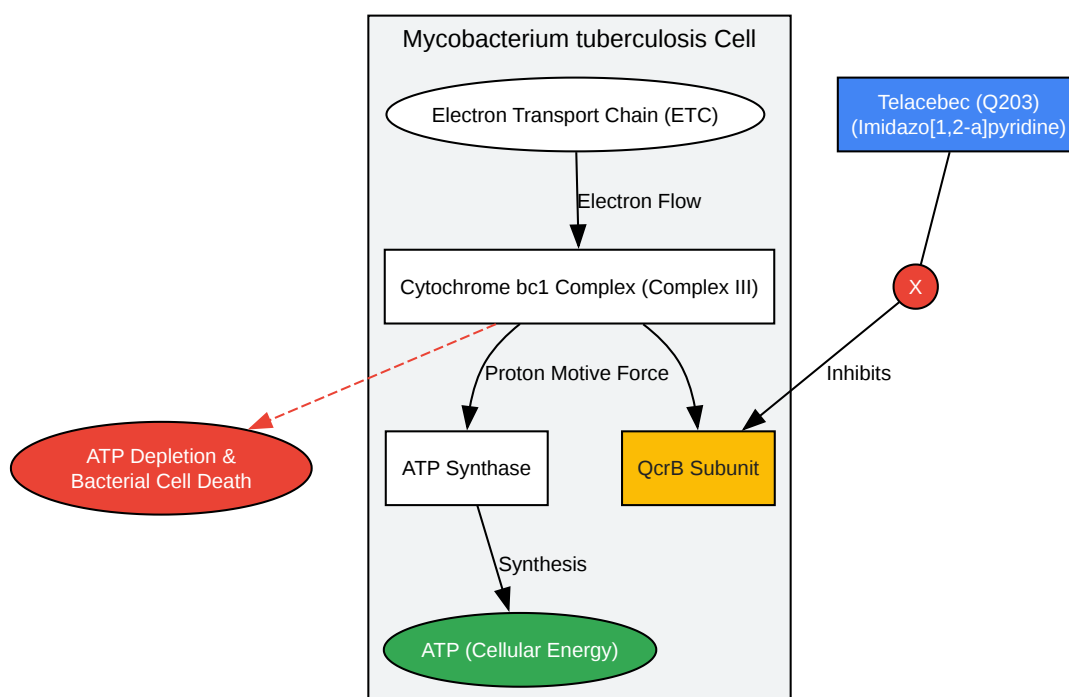 Mycobacterium tuberculosis Cell
Electron Transport Chain (ETC)
Telacebec (Q203)
(Imidazo[1,2-a]pyridine)
Electron Flow
Cytochrome bc1 Complex (Complex III)
X
Proton Motive Force
Inhibits
ATP Depletion &
Bacterial Cell Death
ATP Synthase
QcrB Subunit
Synthesis
ATP (Cellular Energy)